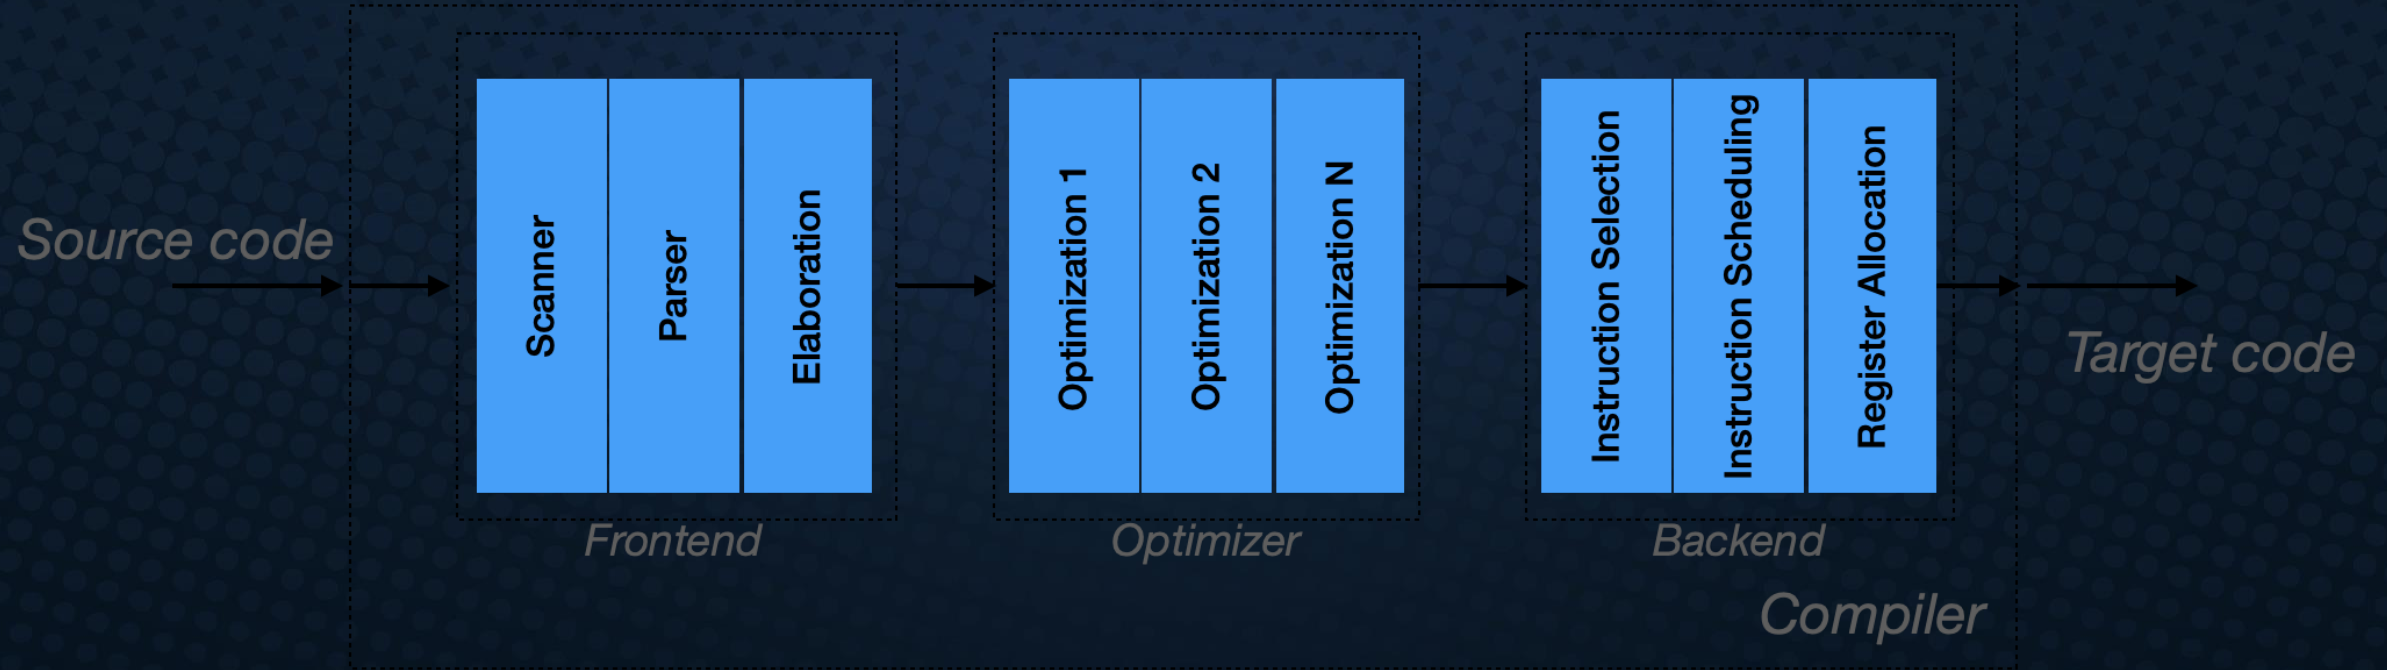 Source code
Scanner
Parser
Elaboration
Frontend
Optimization 1
Optimization 2
Optimization N
Optimizer
Instruction Selection
Instruction Scheduling
Register Allocation
Backend
Compiler
Target code